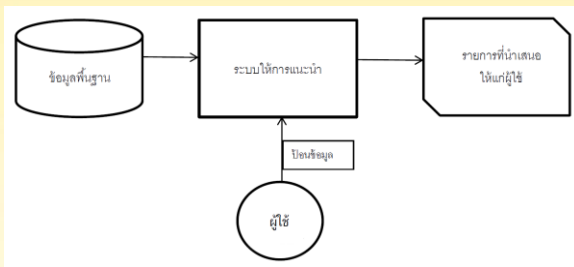 ข้อมูลพื้นฐาน
ระบบให้การแนะนำ
รายการที่นำเสนอ
ให้แก่ผู้ใช้
ป้อนข้อมูล
ผู้ใช้